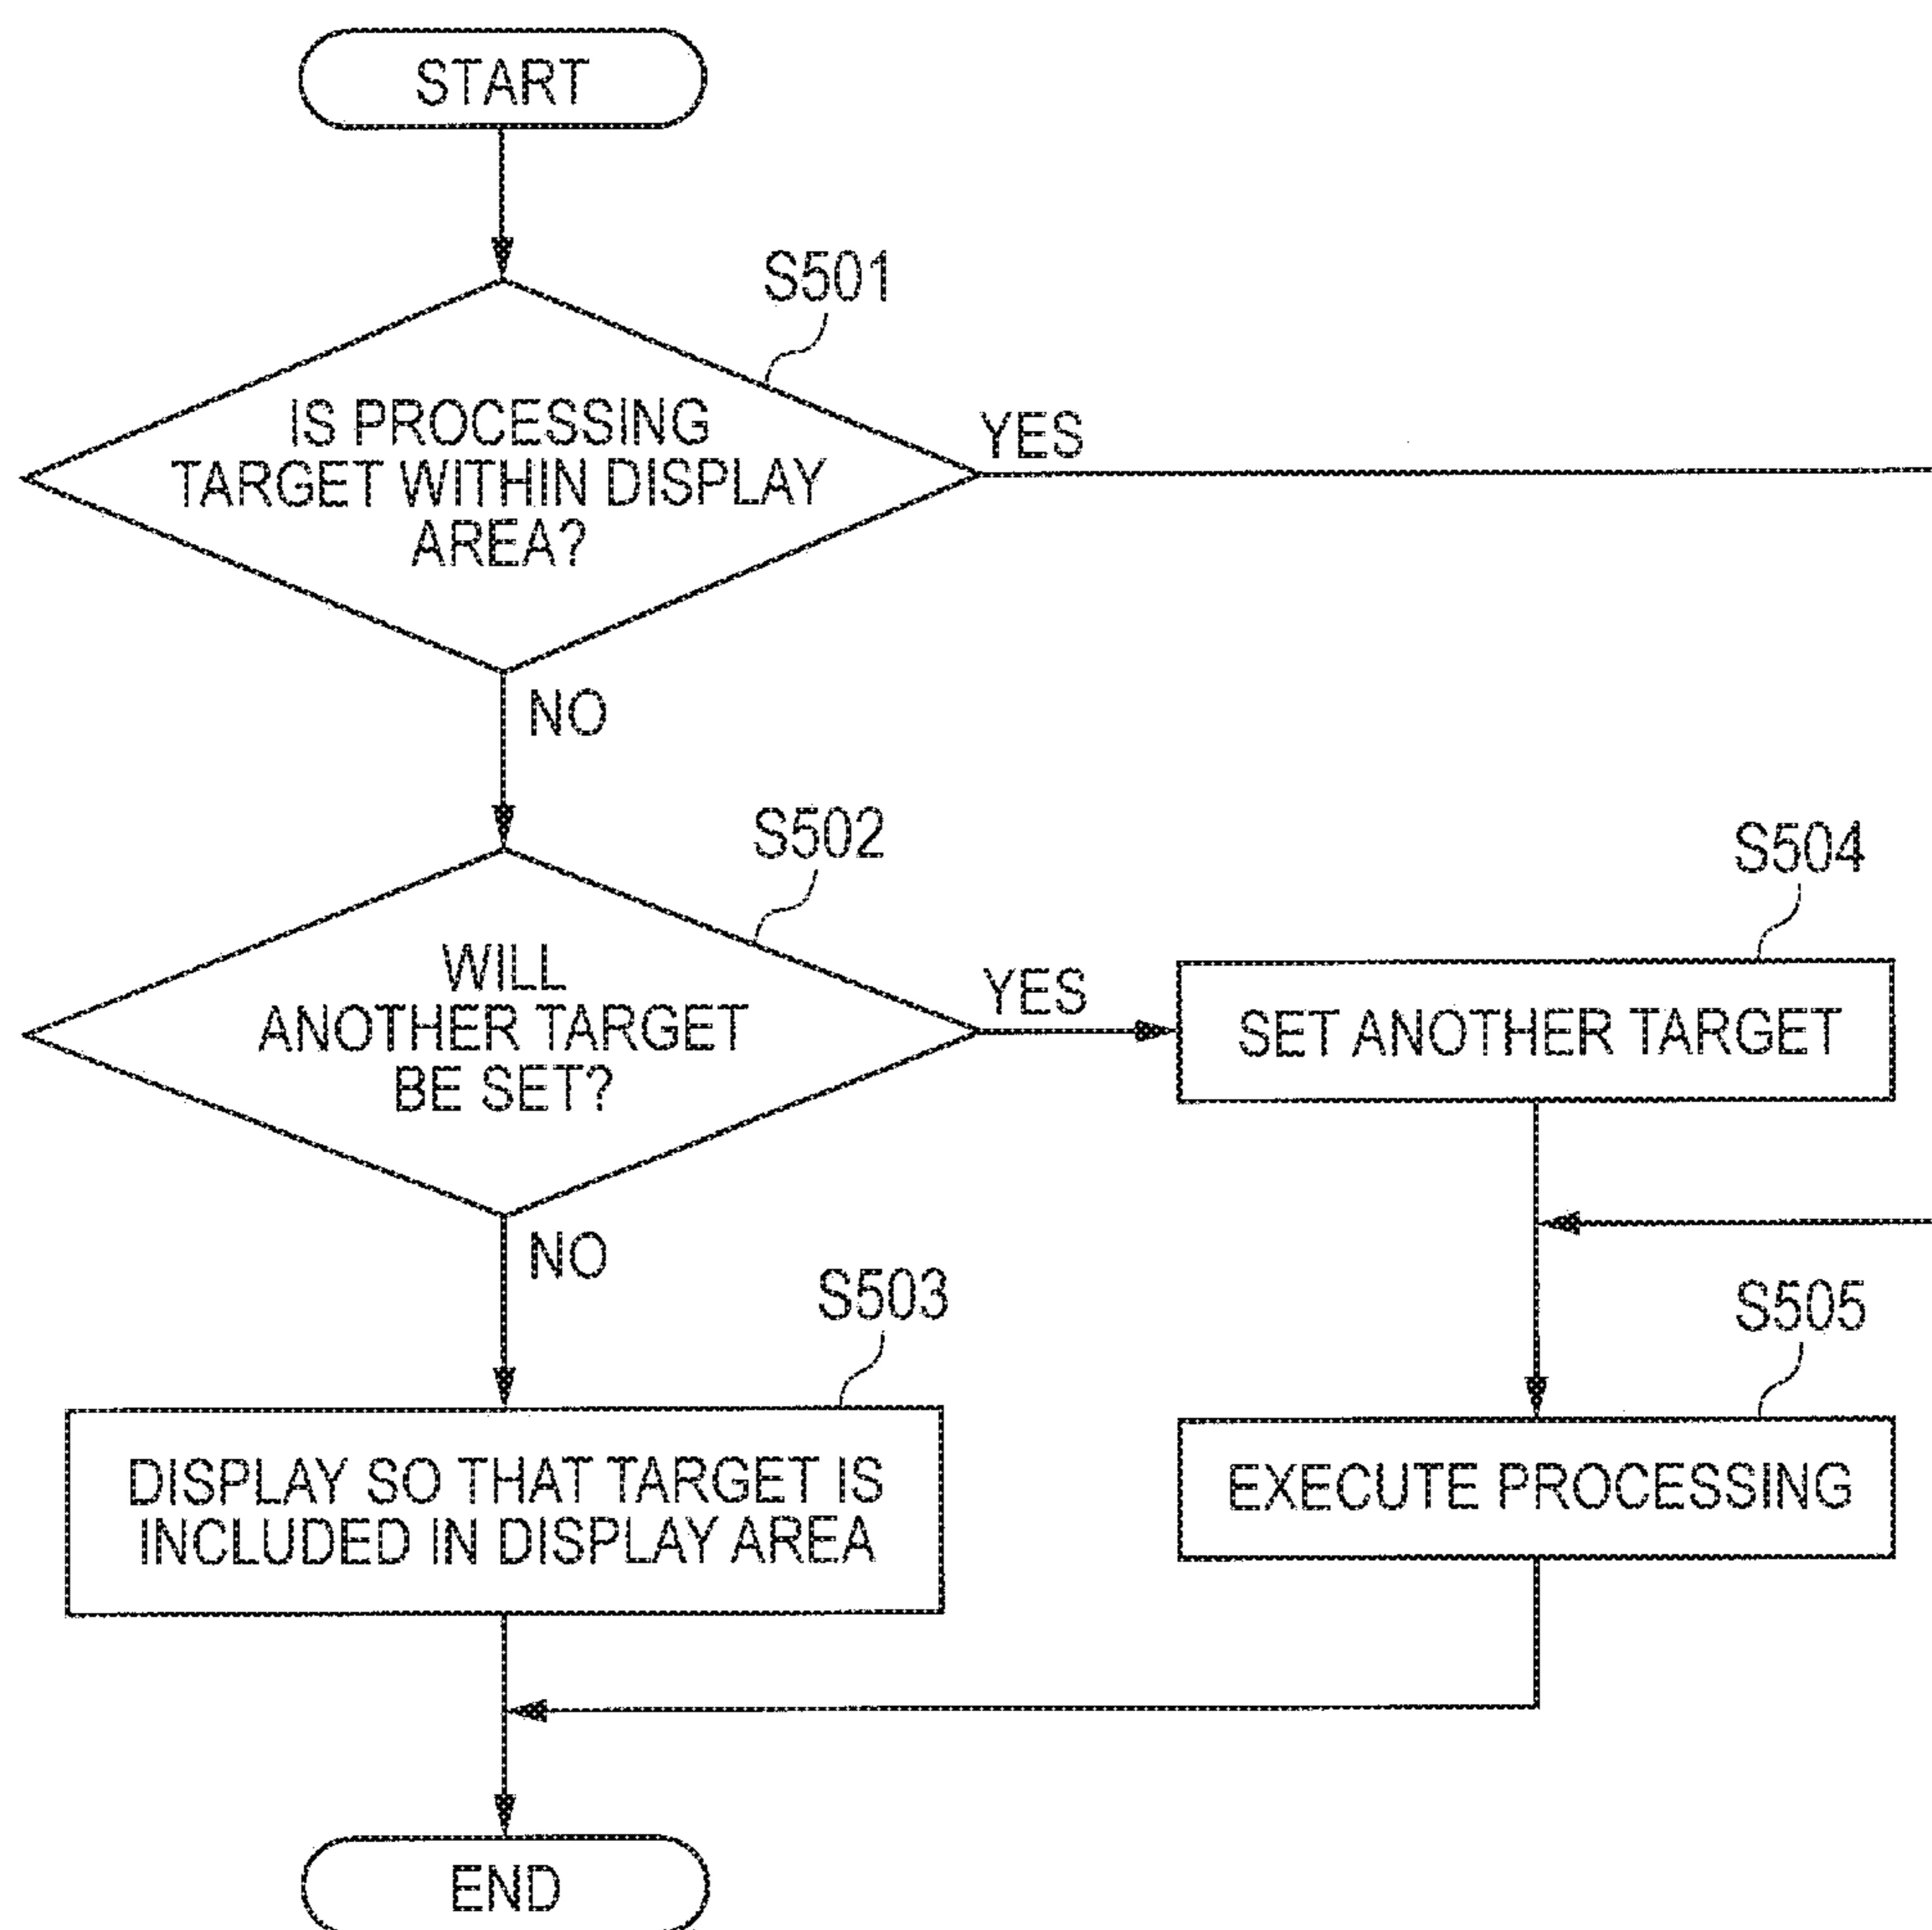 START
S501
IS PROCESSING
TARGET WITHIN DISPLAY
AREA?
YES
NO
S502
WILL
ANOTHER TARGET
BE SET?
YES
NO
S504
SET ANOTHER TARGET
S503
DISPLAY SO THAT TARGET IS
INCLUDED IN DISPLAY AREA
S505
EXECUTE PROCESSING
END